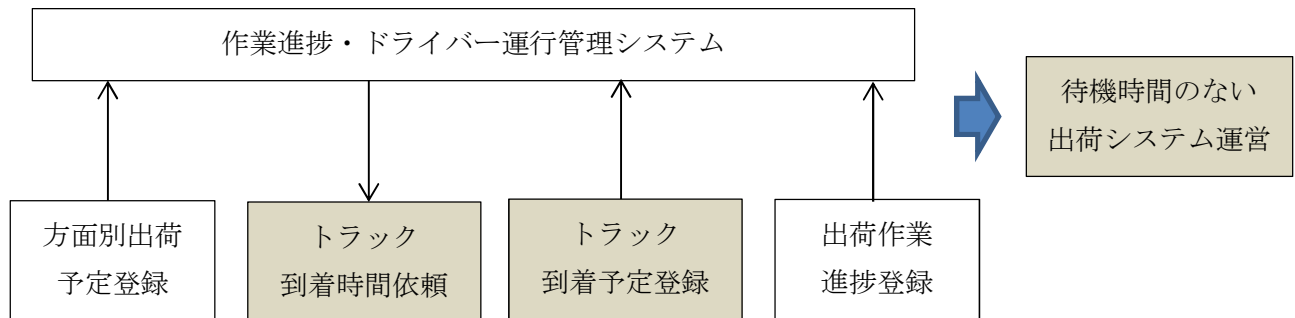 作業進捗・ドライバー運行管理システム
待機時間のない
出荷システム運営
方面別出荷
予定登録
トラック
到着時間依頼
トラック
到着予定登録
出荷作業
進捗登録